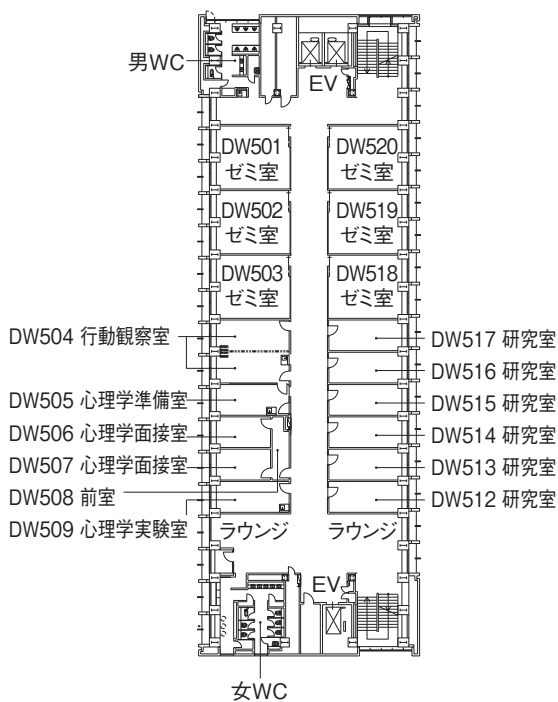 男WC
EV
DW501
ゼミ室
DW520
ゼミ室
DW502
ゼミ室
DW519
ゼミ室
DW503
ゼミ室
DW518
ゼミ室
DW504 行動観察室
DW517 研究室
DW516 研究室
DW505 心理学準備室
DW515 研究室
DW506 心理学面接室
DW514 研究室
DW507 心理学面接室
DW513 研究室
DW508 前室
DW512 研究室
DW509 心理学実験室
ラウンジ
ラウンジ
EV
女WC